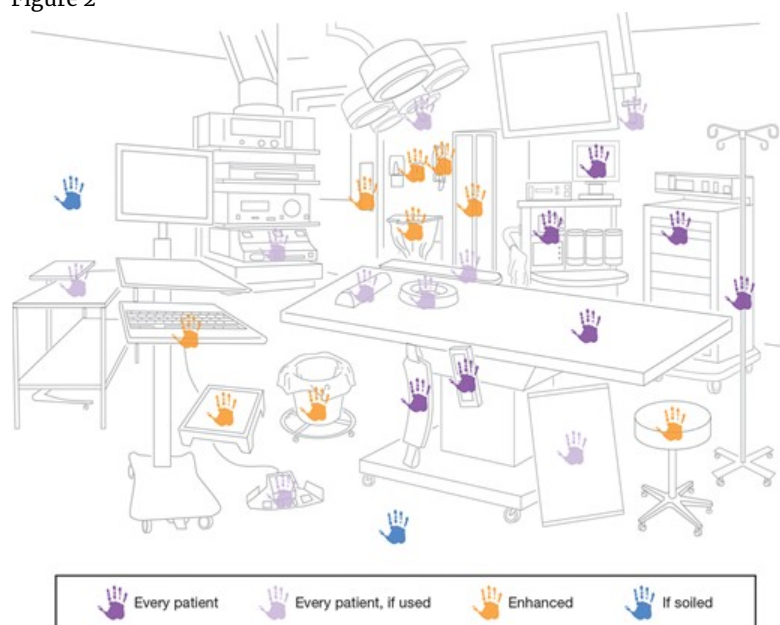 Figure 2
Every patient
Every patient, if used
Enhanced
If soiled